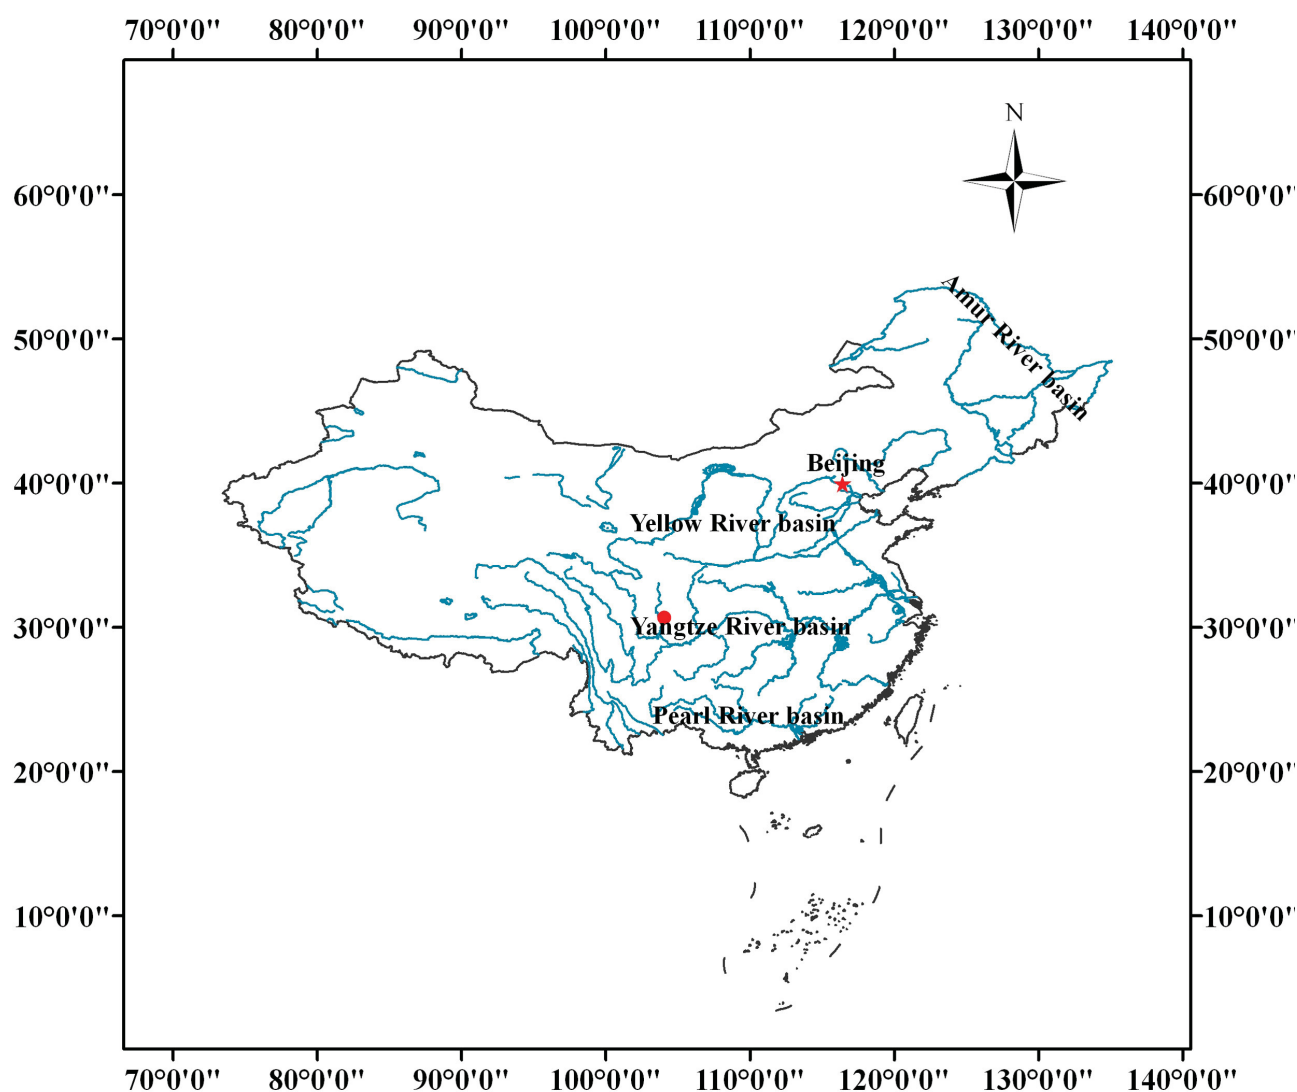 70°0'0" 80°0'0" 90°0'0" 100°0'0" 110°0'0" 120°0'0" 130°0'0" 140°0'0"
N
60°0'0" 60°0'0"
Amur River basin
50°0'0" 50°0'0"
Beijing
40°0'0" 40°0'0"
Yellow River basin
30°0'0" Yangtze River basin 30°0'0"
Pearl River basin
20°0'0" 20°0'0"
10°0'0" 10°0'0"
70°0'0" 80°0'0" 90°0'0" 100°0'0" 110°0'0" 120°0'0" 130°0'0" 140°0'0"